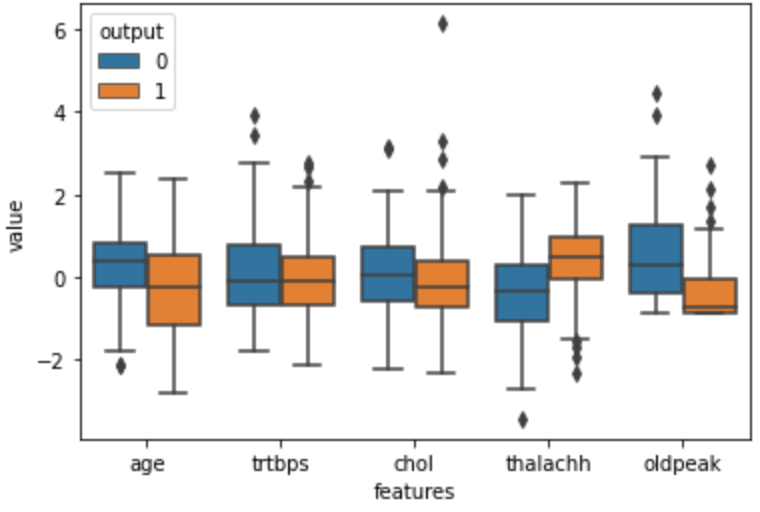 output
0
1
6
4
2
0
−2
value
age trtbps chol thalachh oldpeak
features